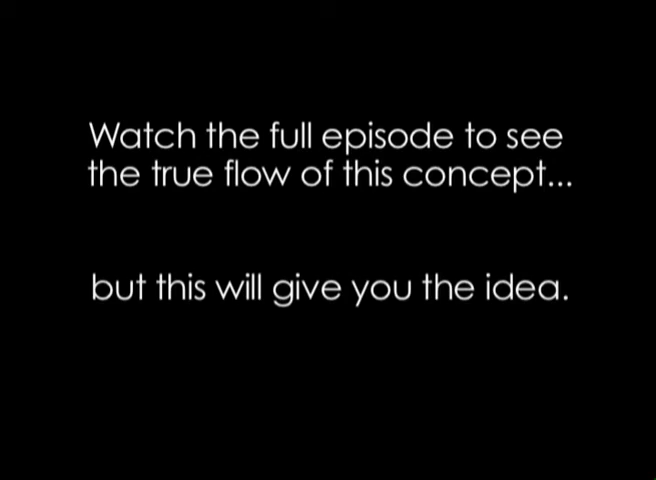 Watch the full episode to see
the true flow of this concept...
but this will give you the idea.